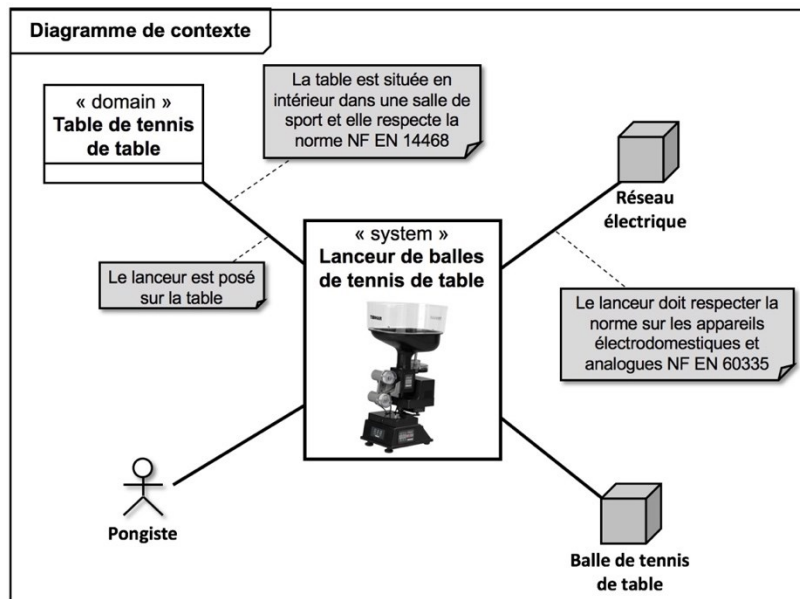 Diagramme de contexte
« domain »
Table de tennis
de table
La table est située en
intérieur dans une salle de
sport et elle respecte la
norme NF EN 14468
Réseau
électrique
Le lanceur est posé
sur la table
« system »
Lanceur de balles
de tennis de table
Le lanceur doit respecter la
norme sur les appareils
électrodomestiques et
analogues NF EN 60335
Pongiste
Balle de tennis
de table